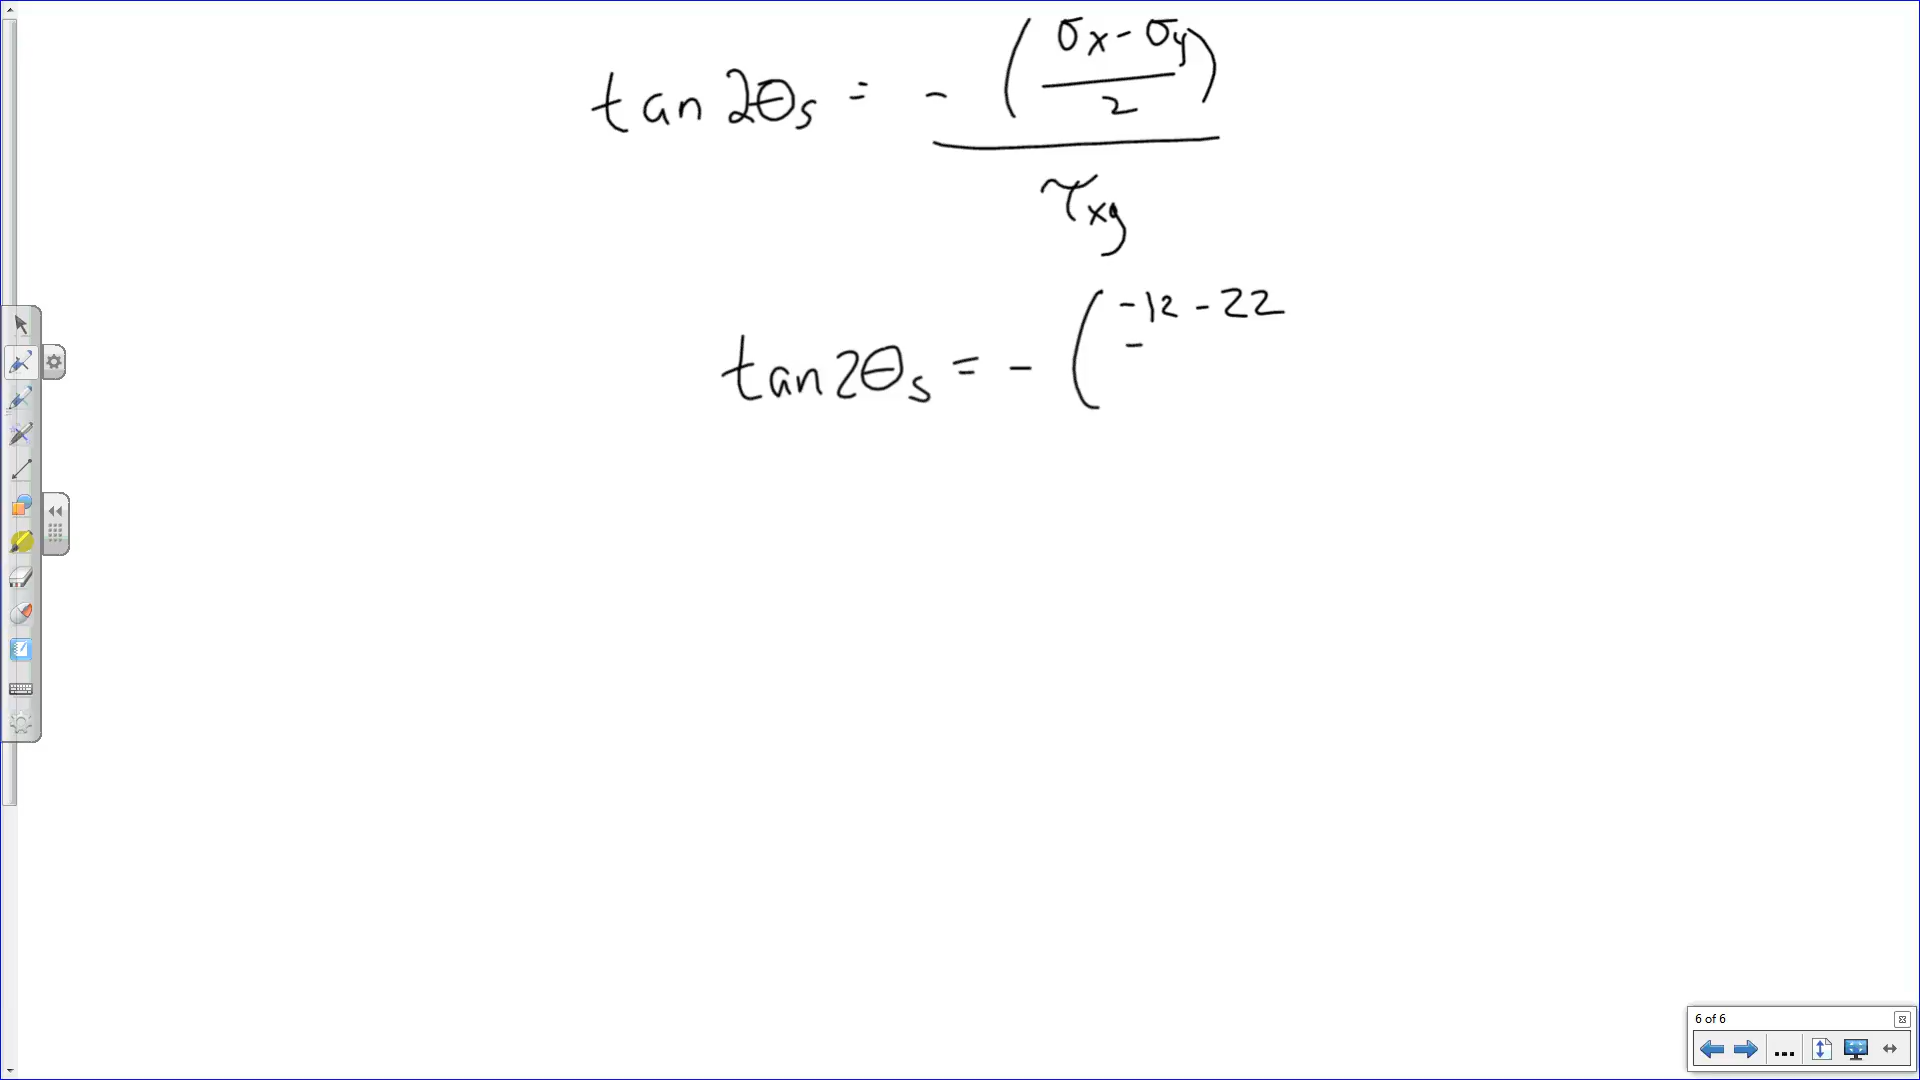 tan 2θs = - (σx - σy / 2) / τxy
tan 2θs = - ( -12 - 22
6 of 6
...